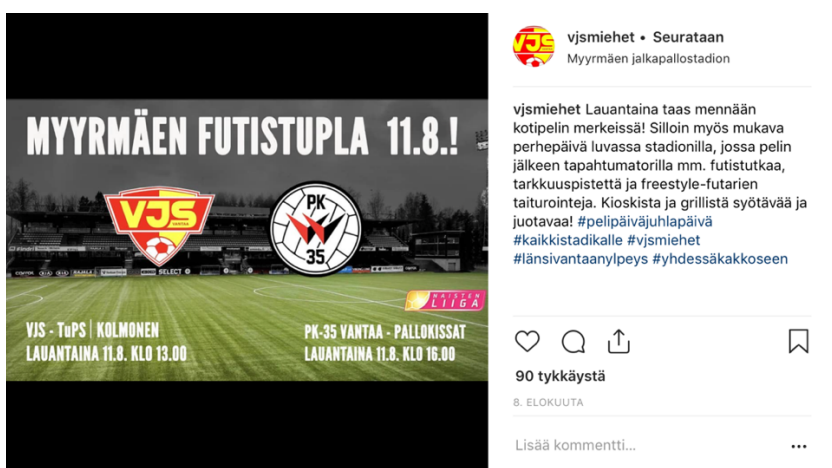 MYYRMÄEN FUTISTUPLA 11.8.!
VJS
VANTAA
PK
35
SELECT
NAISTEN
LIIGA
VJS - TuPS | KOLMONEN
LAUANTAINA 11.8. KLO 13.00
PK-35 VANTAA - PALLOKISSAT
LAUANTAINA 11.8. KLO 16.00
VJS
vjsmiehet • Seurataan
Myyrmäen jalkapallostadion
vjsmiehet Lauantaina taas mennään
kotipelin merkeissä! Silloin myös mukava
perhepäivä luvassa stadionilla, jossa pelin
jälkeen tapahtumatorilla mm. futistutkaa,
tarkkuuspistettä ja freestyle-futarien
taiturointeja. Kioskista ja grillistä syötävää ja
juotavaa! #pelipäiväjuhlapäivä
#kaikkistadikalle #vjsmiehet
#länsivantaanylpeys #yhdessäkakkoseen
90 tykkäystä
8. ELOKUUTA
Lisää kommentti...